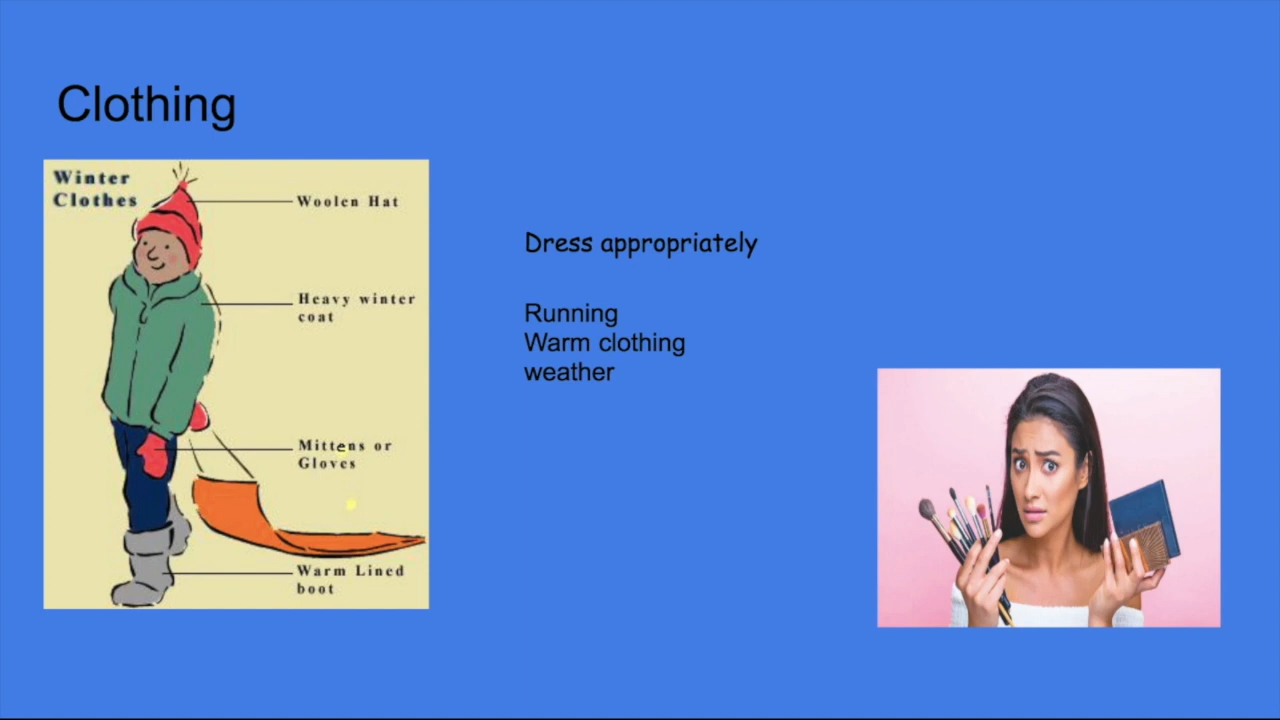 Clothing
Winter
Clothes
Woolen Hat
Heavy winter
coat
Mittens or
Gloves
Warm Lined
boot
Dress appropriately
Running
Warm clothing
weather